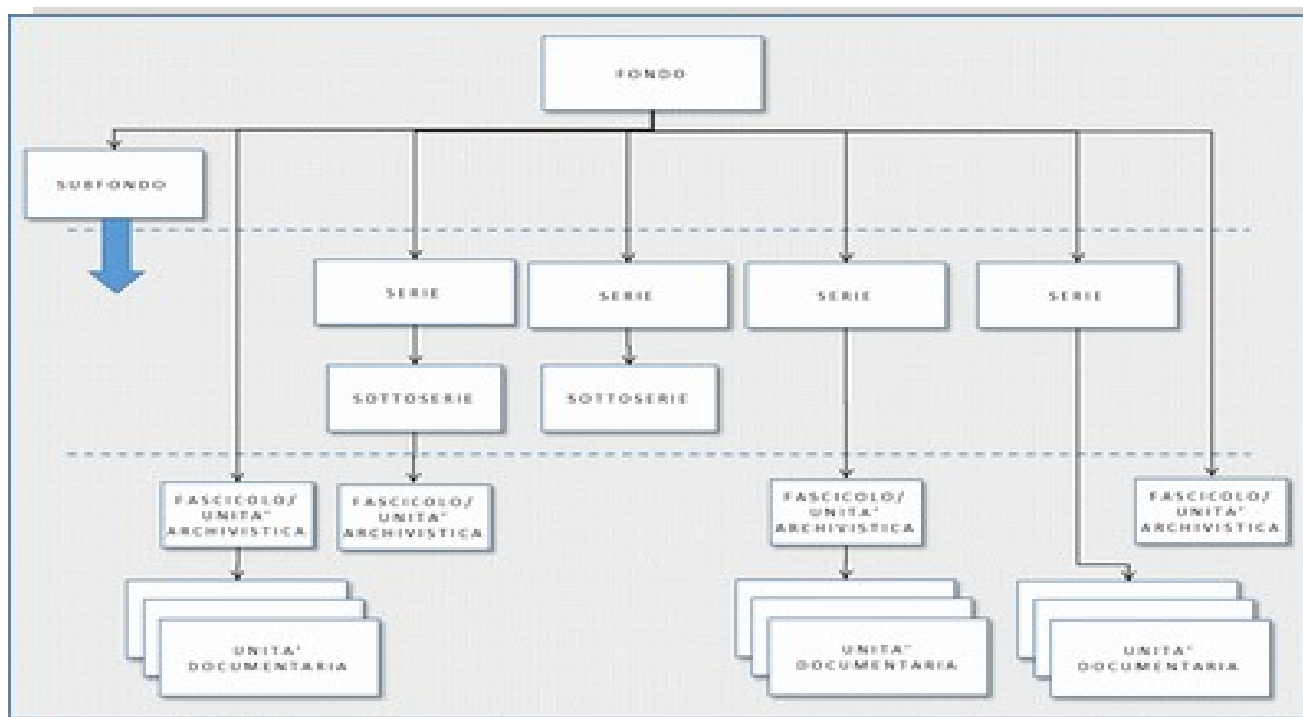 FONDO
SUBFONDO
SERIE
SERIE
SERIE
SERIE
SOTTOSERIE
SOTTOSERIE
FASCICOLO/
UNITA'
ARCHIVISTICA
FASCICOLO/
UNITA'
ARCHIVISTICA
FASCICOLO/
UNITA'
ARCHIVISTICA
FASCICOLO/
UNITA'
ARCHIVISTICA
UNITA'
DOCUMENTARIA
UNITA'
DOCUMENTARIA
UNITA'
DOCUMENTARIA